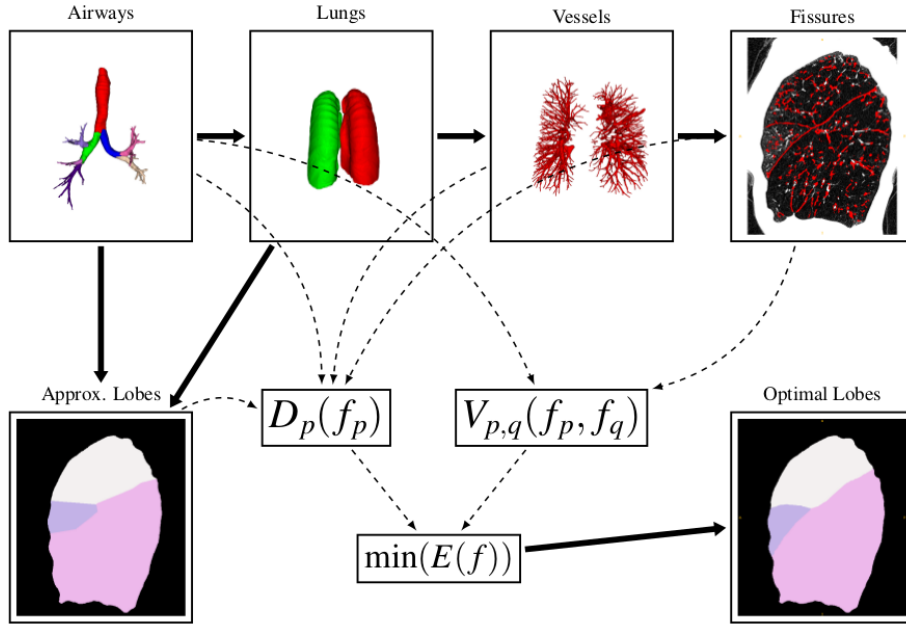 Airways
Lungs
Vessels
Fissures
Approx. Lobes
D_p(f_p)
V_{p,q}(f_p, f_q)
Optimal Lobes
min(E(f))